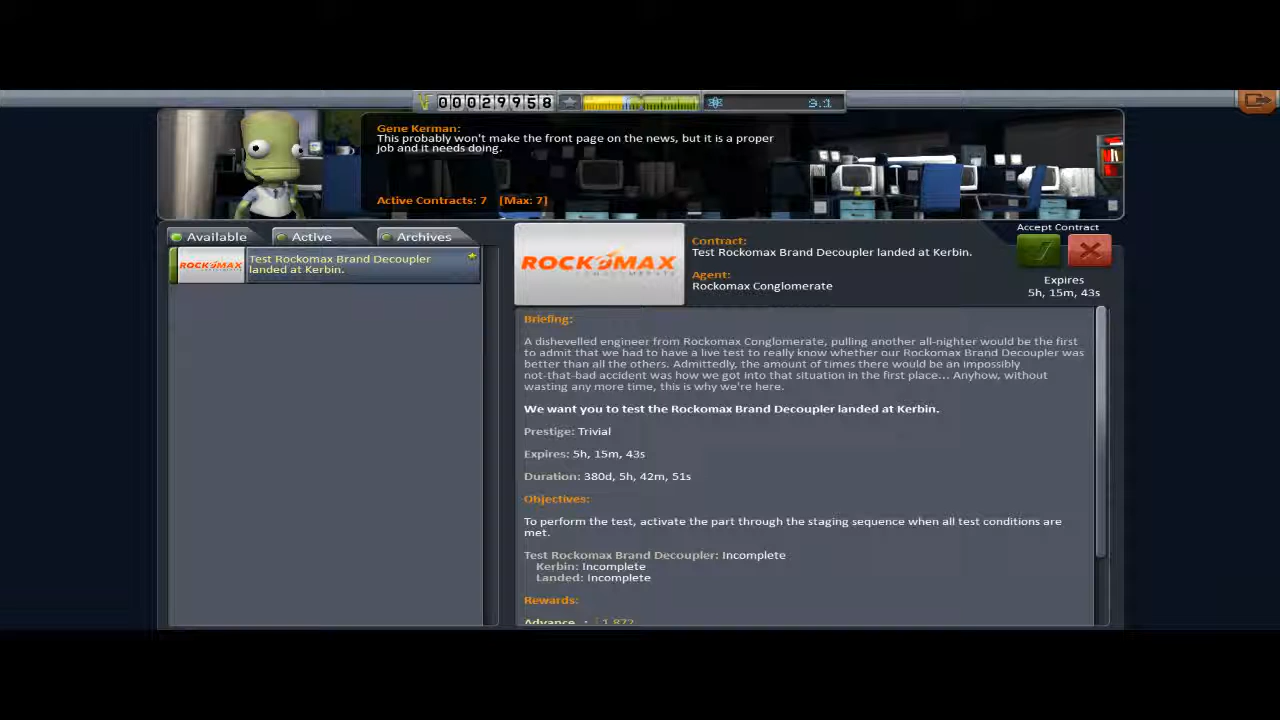 00029958
9.1
Gene Kerman:
This probably won't make the front page on the news, but it is a proper
job and it needs doing.
Active Contracts: 7 (Max: 7)
Available Active Archives
Test Rockomax Brand Decoupler
landed at Kerbin.
ROCKOMAX
CONGLOMERATE
Contract:
Test Rockomax Brand Decoupler landed at Kerbin.
Agent:
Rockomax Conglomerate
Accept Contract
Expires
5h, 15m, 43s
Briefing:
A dishevelled engineer from Rockomax Conglomerate, pulling another all-nighter would be the first
to admit that we had to have a live test to really know whether our Rockomax Brand Decoupler was
better than all the others. Admittedly, the amount of times there would be an impossibly
not-that-bad accident was how we got into that situation in the first place... Anyhow, without
wasting any more time, this is why we're here.
We want you to test the Rockomax Brand Decoupler landed at Kerbin.
Prestige: Trivial
Expires: 5h, 15m, 43s
Duration: 380d, 5h, 42m, 51s
Objectives:
To perform the test, activate the part through the staging sequence when all test conditions are
met.
Test Rockomax Brand Decoupler: Incomplete
Kerbin: Incomplete
Landed: Incomplete
Rewards:
Advance : 1,872
ROCKOMAX